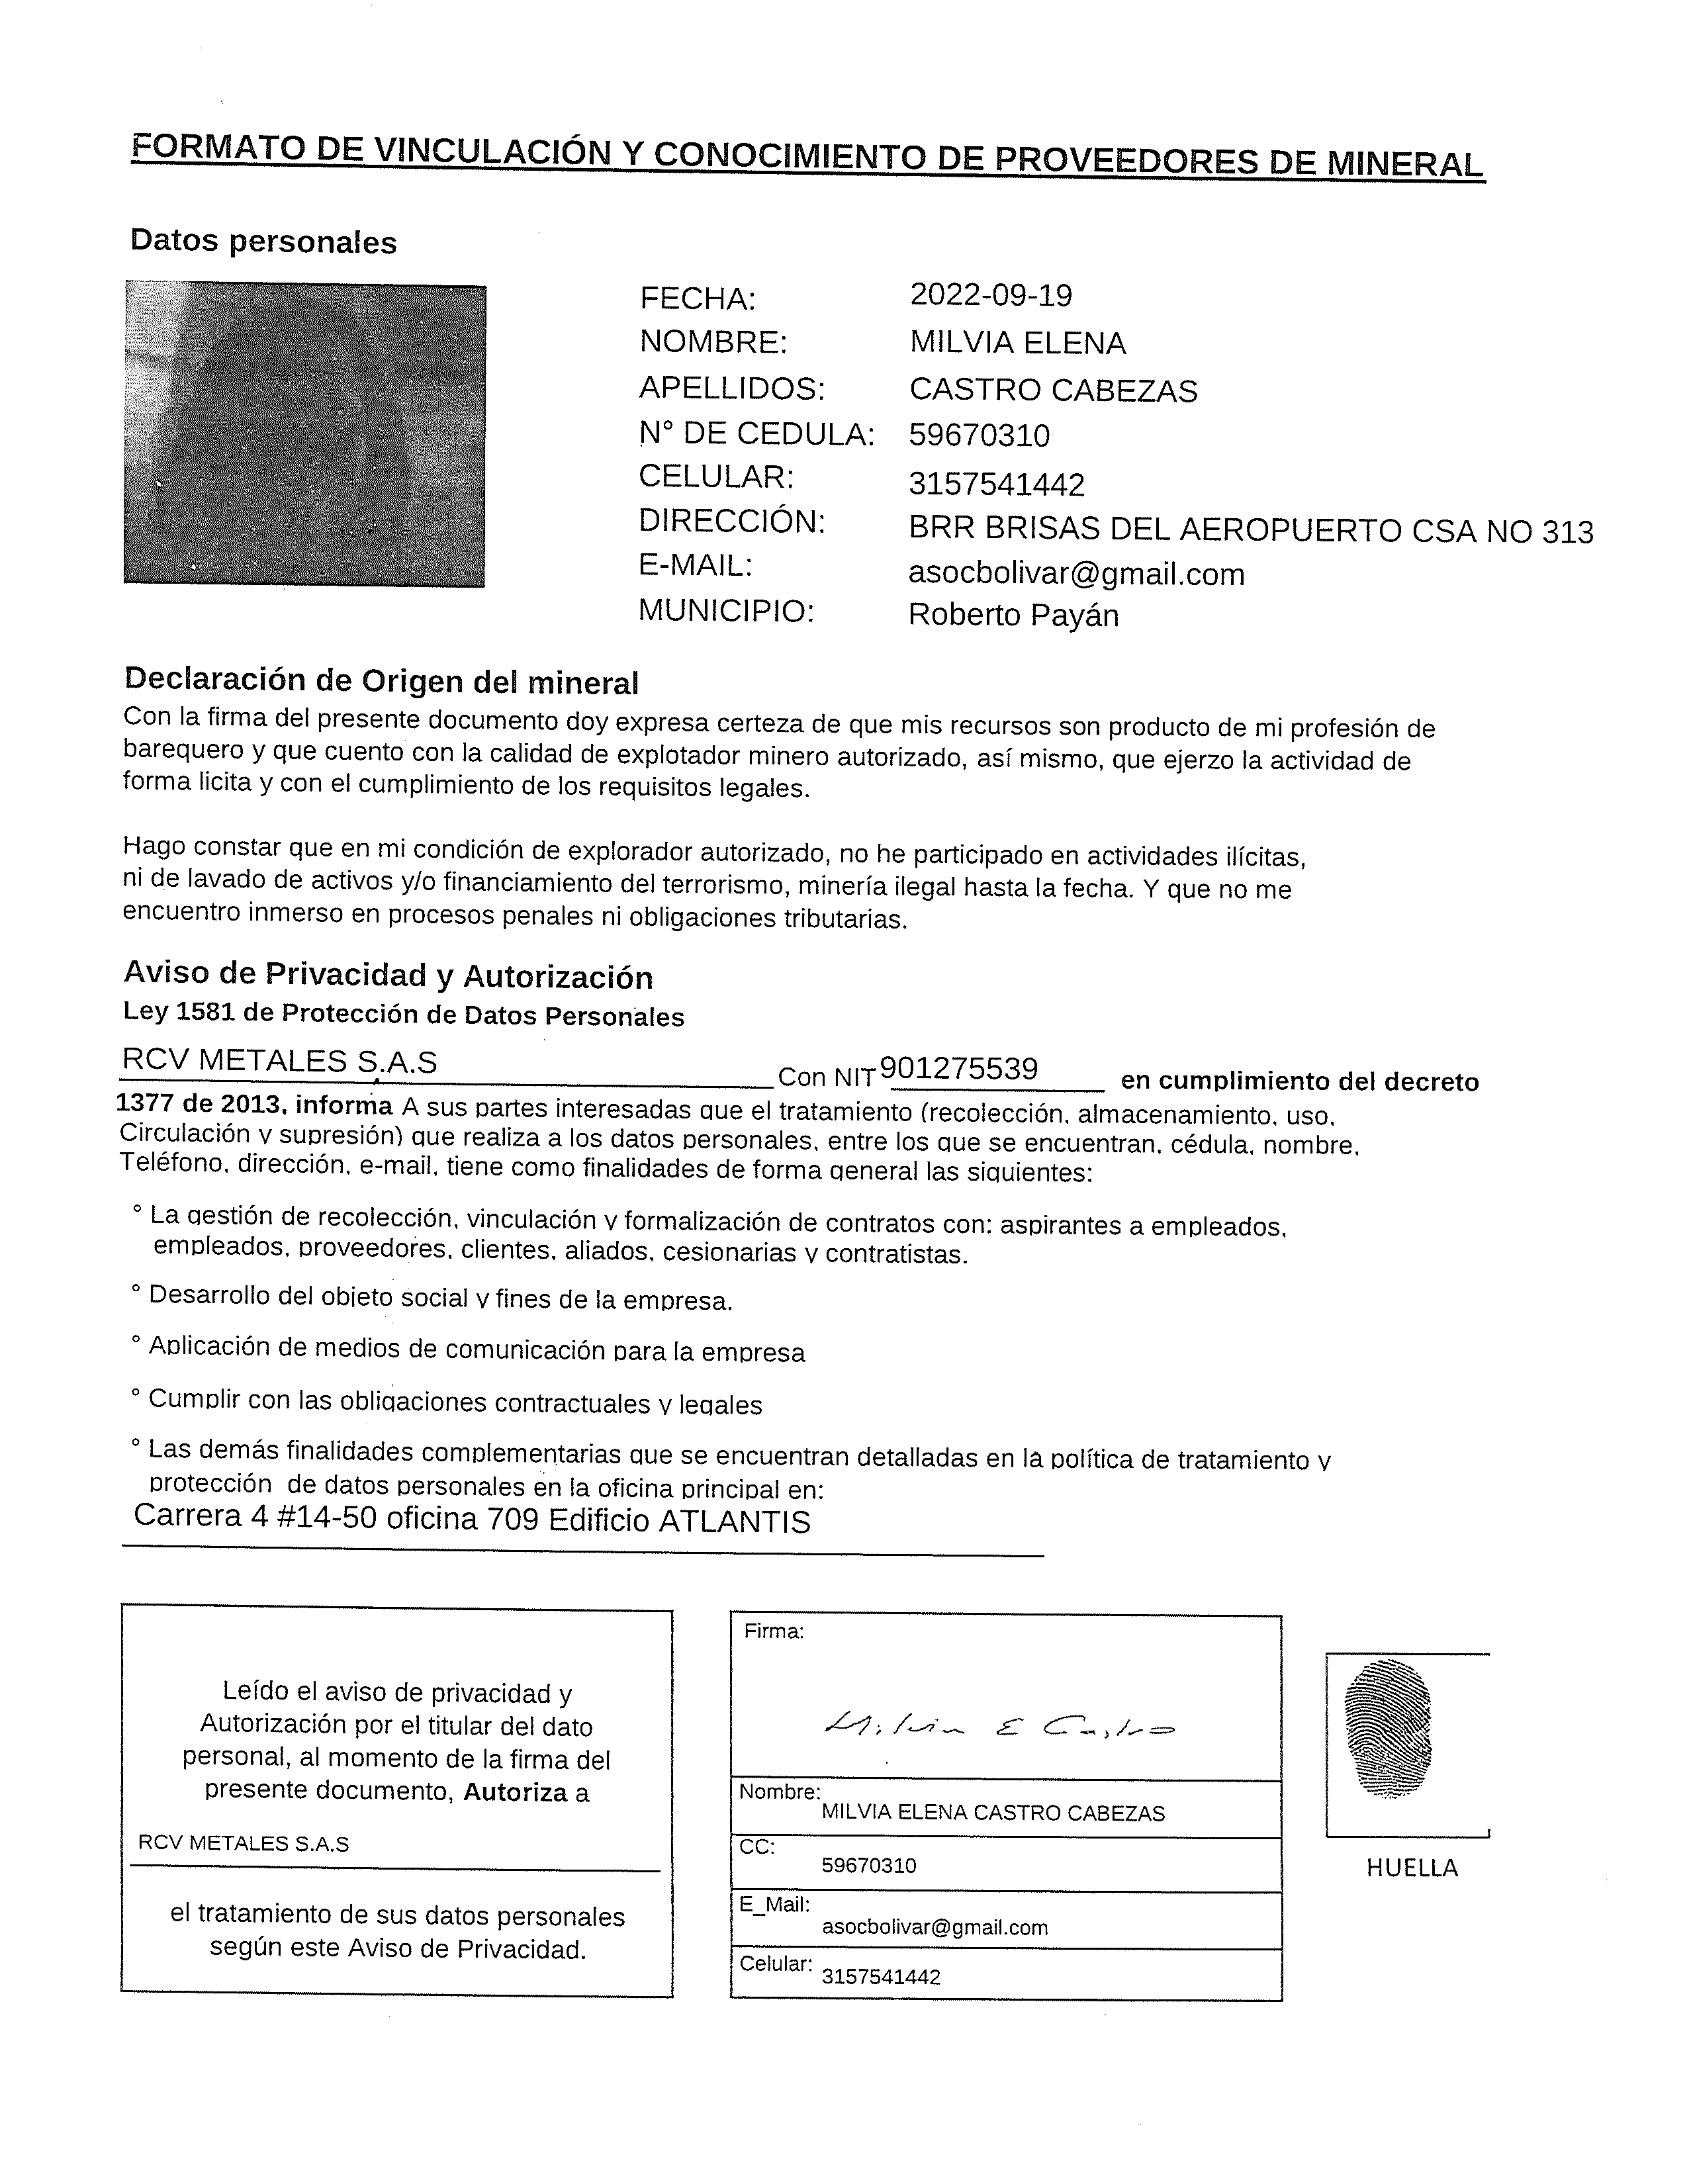 FORMATO DE VINCULACIÓN Y CONOCIMIENTO DE PROVEEDORES DE MINERAL
Datos personales
FECHA: 2022-09-19
NOMBRE: MILVIA ELENA
APELLIDOS: CASTRO CABEZAS
N° DE CEDULA: 59670310
CELULAR: 3157541442
DIRECCIÓN: BRR BRISAS DEL AEROPUERTO CSA NO 313
E-MAIL: asocbolivar@gmail.com
MUNICIPIO: Roberto Payán
Declaración de Origen del mineral
Con la firma del presente documento doy expresa certeza de que mis recursos son producto de mi profesión de
barequero y que cuento con la calidad de explotador minero autorizado, así mismo, que ejerzo la actividad de
forma licita y con el cumplimiento de los requisitos legales.
Hago constar que en mi condición de explorador autorizado, no he participado en actividades ilícitas,
ni de lavado de activos y/o financiamiento del terrorismo, minería ilegal hasta la fecha. Y que no me
encuentro inmerso en procesos penales ni obligaciones tributarias.
Aviso de Privacidad y Autorización
Ley 1581 de Protección de Datos Personales
RCV METALES S.A.S Con NIT 901275539 en cumplimiento del decreto
1377 de 2013, informa A sus partes interesadas que el tratamiento (recolección, almacenamiento, uso,
Circulación y supresión) que realiza a los datos personales, entre los que se encuentran, cédula, nombre,
Teléfono, dirección, e-mail, tiene como finalidades de forma general las siguientes:
° La gestión de recolección, vinculación y formalización de contratos con: aspirantes a empleados,
empleados, proveedores, clientes, aliados, cesionarias y contratistas.
° Desarrollo del objeto social y fines de la empresa.
° Aplicación de medios de comunicación para la empresa
° Cumplir con las obligaciones contractuales y legales
° Las demás finalidades complementarias que se encuentran detalladas en la política de tratamiento y
protección de datos personales en la oficina principal en:
Carrera 4 #14-50 oficina 709 Edificio ATLANTIS
Leído el aviso de privacidad y
Autorización por el titular del dato
personal, al momento de la firma del
presente documento, Autoriza a
RCV METALES S.A.S
el tratamiento de sus datos personales
según este Aviso de Privacidad.
Firma:
Milvia E Castro
Nombre:
MILVIA ELENA CASTRO CABEZAS
CC:
59670310
E_Mail:
asocbolivar@gmail.com
Celular: 3157541442
HUELLA